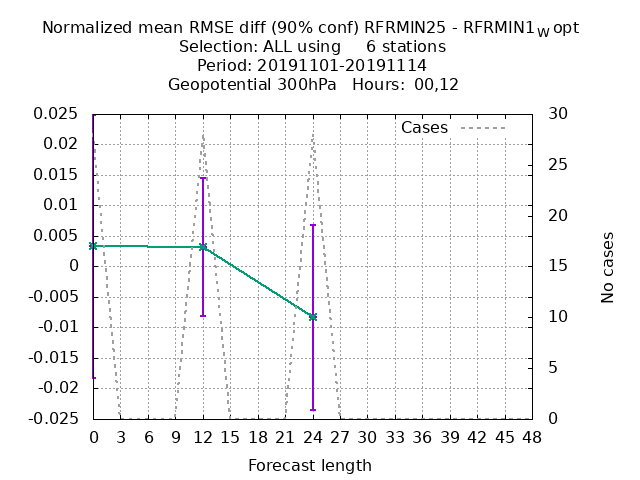 Normalized mean RMSE diff (90% conf) RFRMIN25 - RFRMIN1W opt
Selection: ALL using 6 stations
Period: 20191101-20191114
Geopotential 300hPa Hours: 00,12
Cases
0.025
0.02
0.015
0.01
0.005
0
-0.005
-0.01
-0.015
-0.02
-0.025
30
25
20
15
10
5
0
No cases
0 3 6 9 12 15 18 21 24 27 30 33 36 39 42 45 48
Forecast length